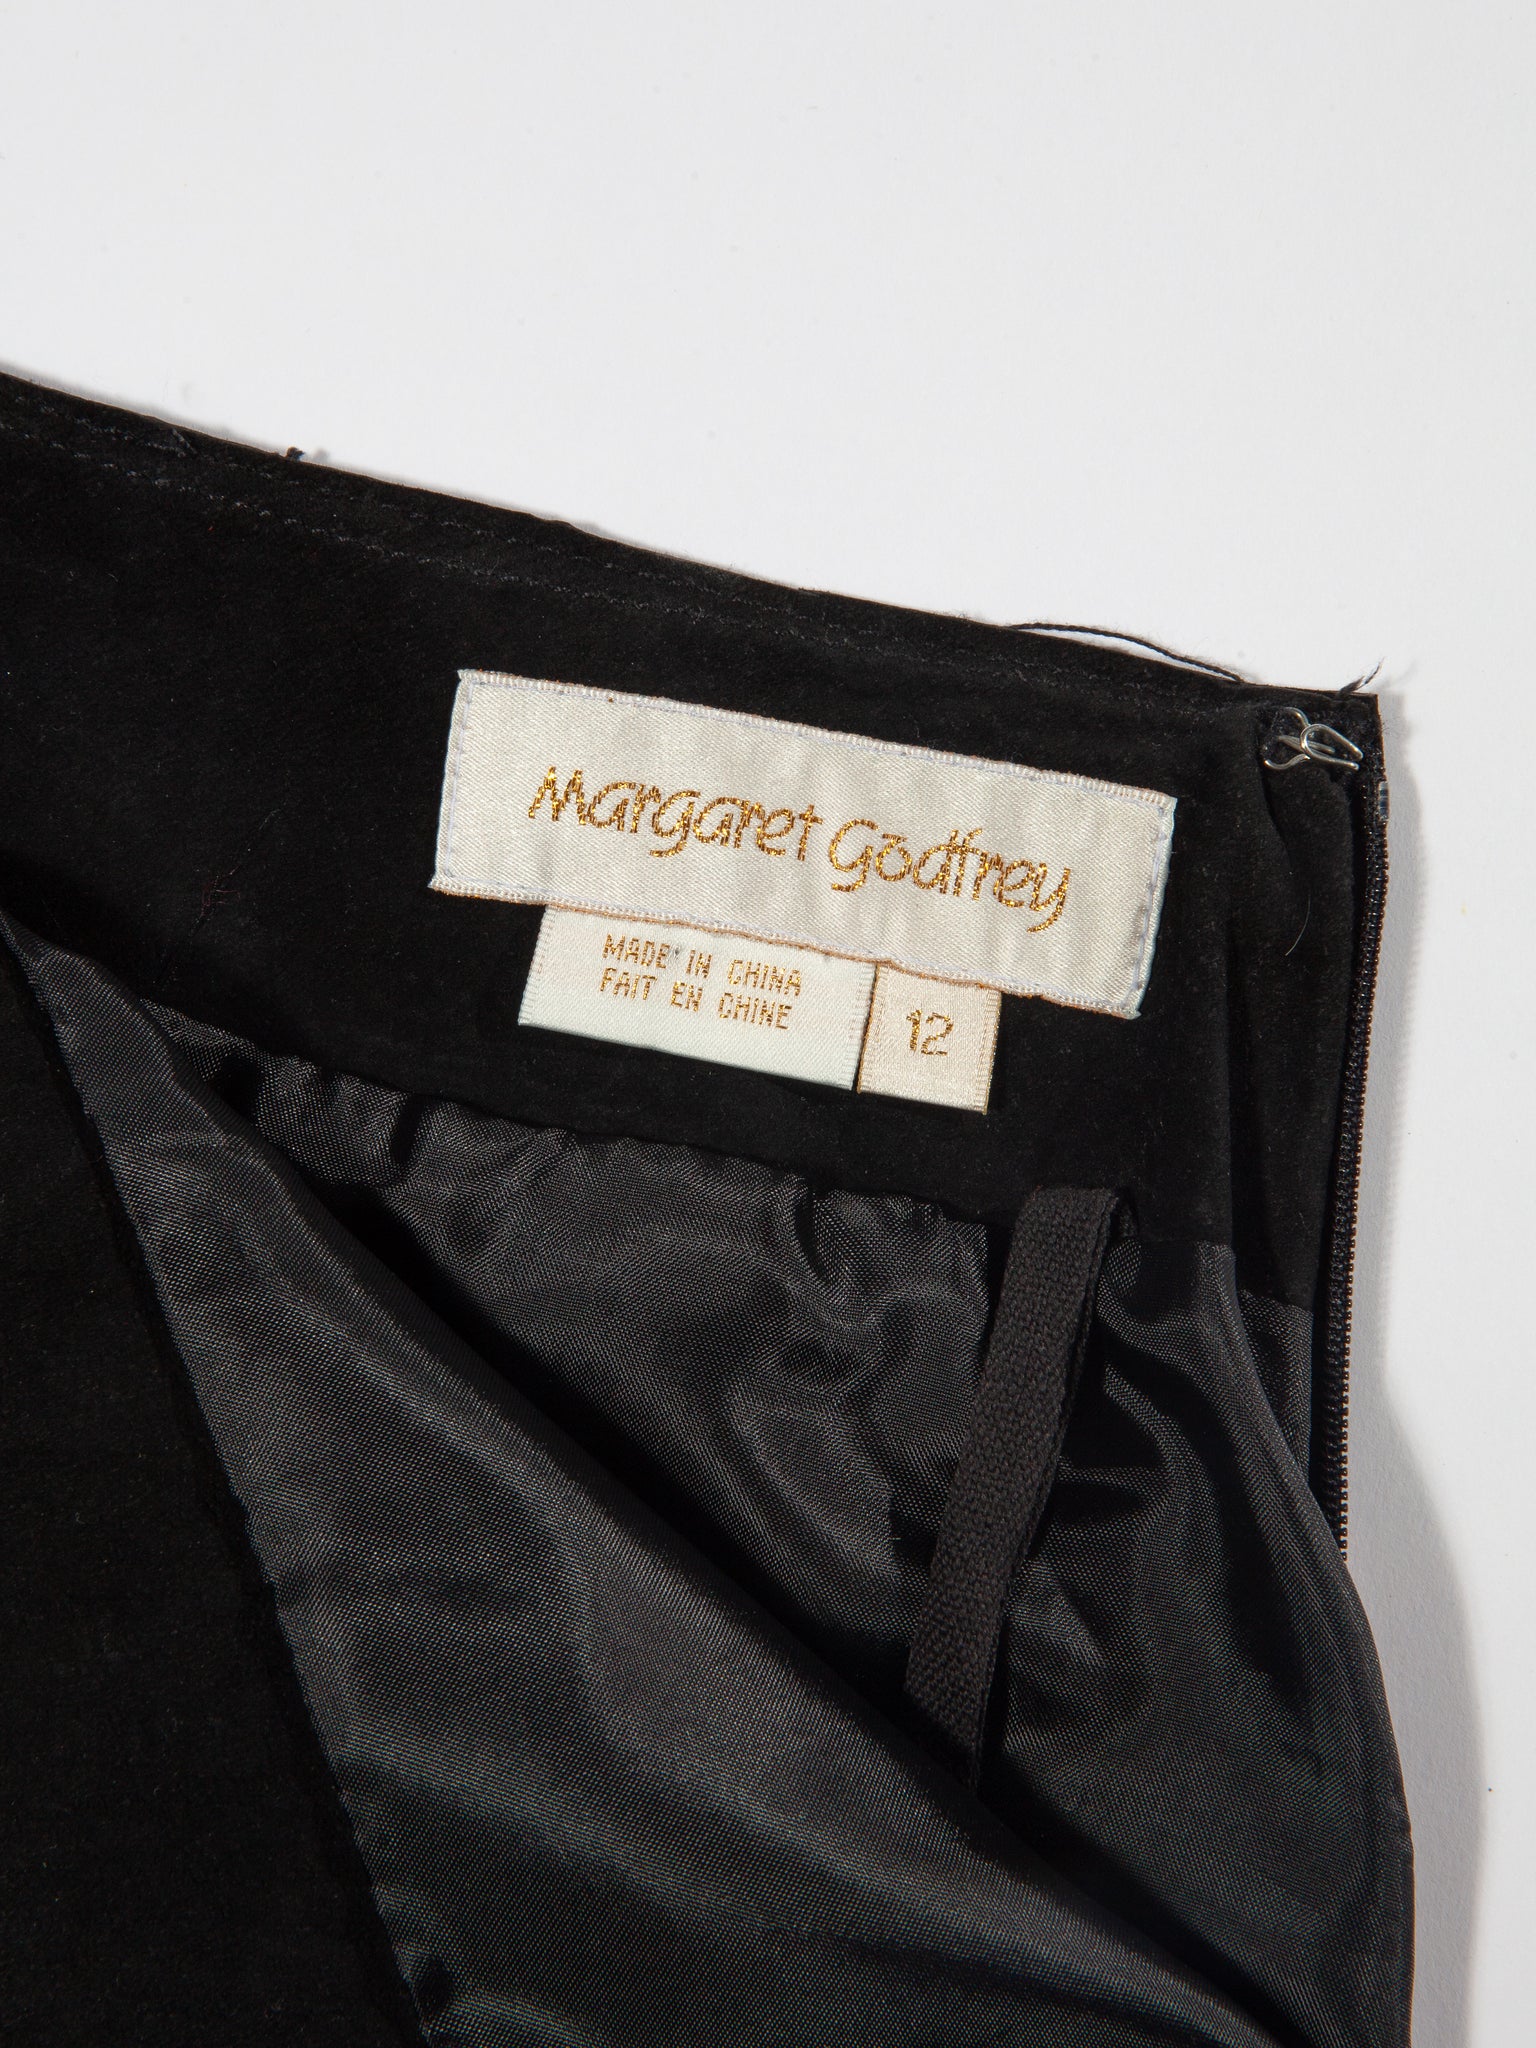 Margaret Godfrey
MADE IN CHINA
FAIT EN CHINE
12